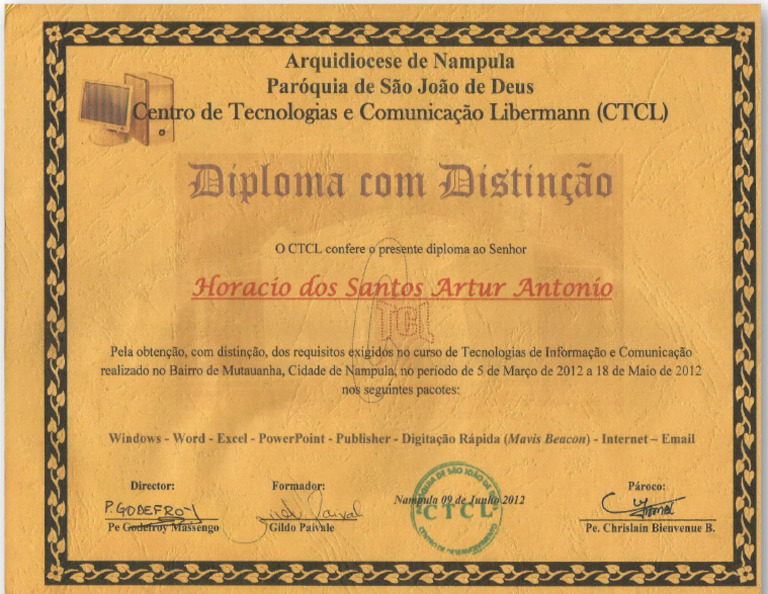 Arquidiocese de Nampula
Paróquia de São João de Deus
Centro de Tecnologias e Comunicação Libermann (CTCL)
Diploma com Distinção
O CTCL confere o presente diploma ao Senhor
Horacio dos Santos Artur Antonio
TCL
Pela obtenção, com distinção, dos requisitos exigidos no curso de Tecnologias de Informação e Comunicação
realizado no Bairro de Mutauanha, Cidade de Nampula, no período de 5 de Março de 2012 a 18 de Maio de 2012
nos seguintes pacotes:
Windows - Word - Excel - PowerPoint - Publisher - Digitação Rápida (Mavis Beacon) - Internet – Email
Director:
P. GODEFROY
Pe Godefroy Massengo
Formador:
Gildo Paivale
Gildo Paivale
Nampula 09 de Junho 2012
CTCL
Pároco:
Pe. Chrislain Bienvenue B.